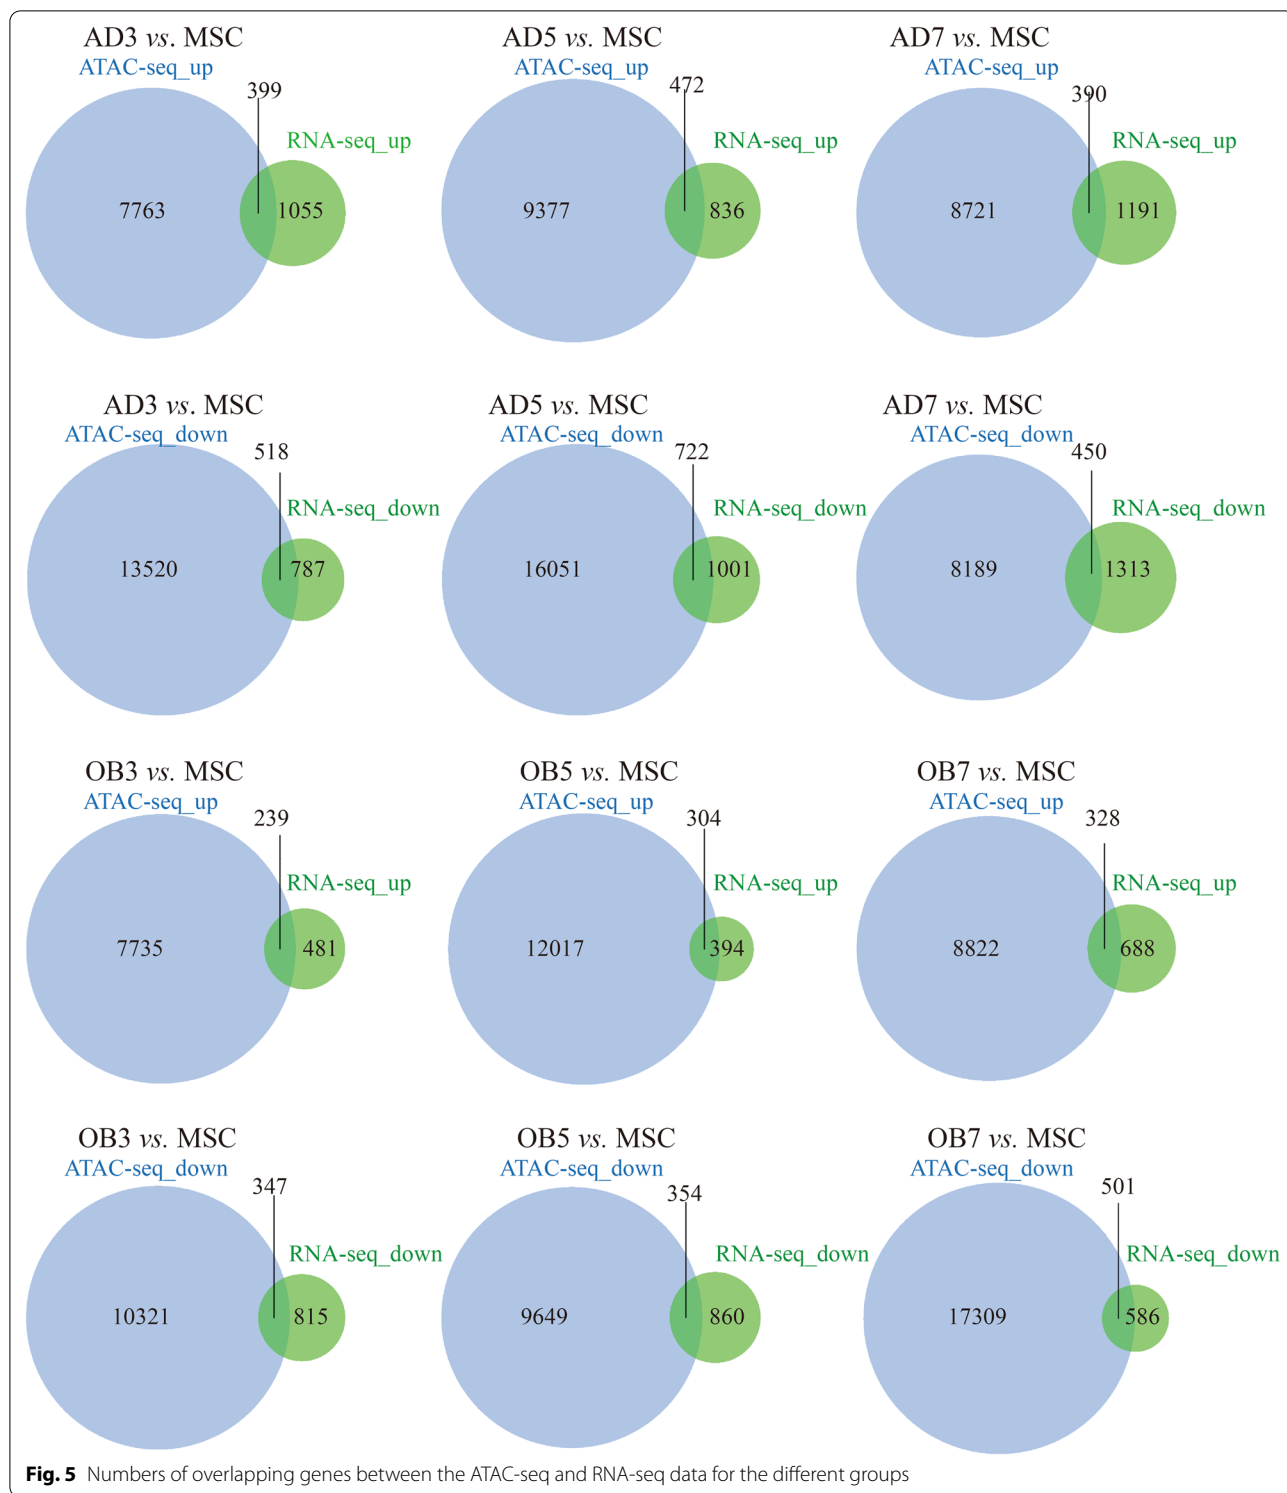 AD3 vs. MSC
ATAC-seq_up
399
RNA-seq_up
7763
1055
AD5 vs. MSC
ATAC-seq_up
472
RNA-seq_up
9377
836
AD7 vs. MSC
ATAC-seq_up
390
RNA-seq_up
8721
1191
AD3 vs. MSC
ATAC-seq_down
518
RNA-seq_down
13520
787
AD5 vs. MSC
ATAC-seq_down
722
RNA-seq_down
16051
1001
AD7 vs. MSC
ATAC-seq_down
450
RNA-seq_down
8189
1313
OB3 vs. MSC
ATAC-seq_up
239
RNA-seq_up
7735
481
OB5 vs. MSC
ATAC-seq_up
304
RNA-seq_up
12017
394
OB7 vs. MSC
ATAC-seq_up
328
RNA-seq_up
8822
688
OB3 vs. MSC
ATAC-seq_down
347
RNA-seq_down
10321
815
OB5 vs. MSC
ATAC-seq_down
354
RNA-seq_down
9649
860
OB7 vs. MSC
ATAC-seq_down
501
RNA-seq_down
17309
586
Fig. 5 Numbers of overlapping genes between the ATAC-seq and RNA-seq data for the different groups